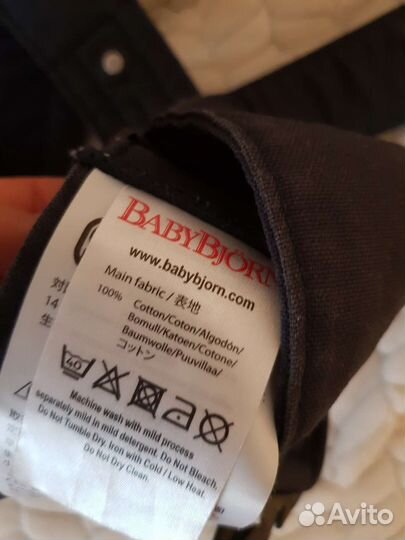 BABYBJÖRN
www.babybjorn.com
Main fabric/表地
100%
Cotton/Coton/Algodón/
Bomull/Katoen/Cotone/
Baumwolle/Puuvillaa/
コットン
40
Machine wash with mild process
separately in mild detergent. Do Not Bleach.
Do Not Tumble Dry. Iron with Cold / Low Heat.
Do Not Dry Clean.
14
Avito